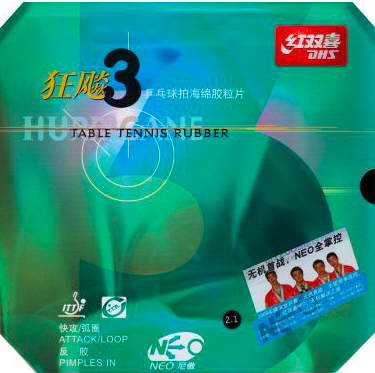 红双喜
DHS
狂飚3
乒乓球拍海绵胶粒片
HURRICANE
TABLE TENNIS RUBBER
无机首战，NEO全掌控
2.1
ITTF
快攻/弧圈
ATTACK/LOOP
反 胶
PIMPLES IN
NEO
NEO 尼傲